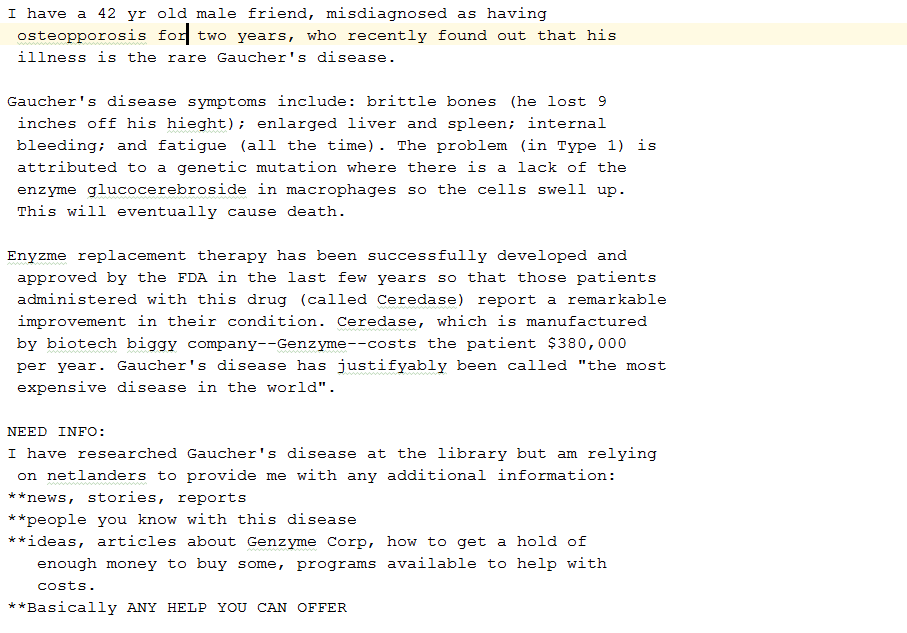 I have a 42 yr old male friend, misdiagnosed as having
osteopporosis for two years, who recently found out that his
illness is the rare Gaucher's disease.
Gaucher's disease symptoms include: brittle bones (he lost 9
inches off his hieght); enlarged liver and spleen; internal
bleeding; and fatigue (all the time). The problem (in Type 1) is
attributed to a genetic mutation where there is a lack of the
enzyme glucocerebroside in macrophages so the cells swell up.
This will eventually cause death.
Enyzme replacement therapy has been successfully developed and
approved by the FDA in the last few years so that those patients
administered with this drug (called Ceredase) report a remarkable
improvement in their condition. Ceredase, which is manufactured
by biotech biggy company--Genzyme--costs the patient $380,000
per year. Gaucher's disease has justifyably been called "the most
expensive disease in the world".
NEED INFO:
I have researched Gaucher's disease at the library but am relying
on netlanders to provide me with any additional information:
**news, stories, reports
**people you know with this disease
**ideas, articles about Genzyme Corp, how to get a hold of
enough money to buy some, programs available to help with
costs.
**Basically ANY HELP YOU CAN OFFER